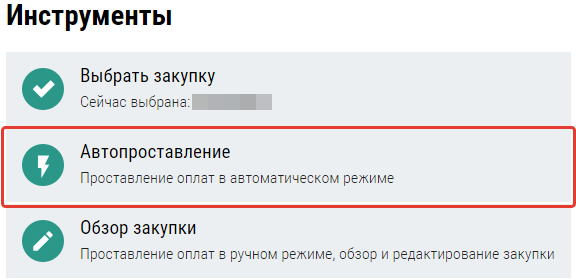 Инструменты
Выбрать закупку
Сейчас выбрана:
Автопроставление
Проставление оплат в автоматическом режиме
Обзор закупки
Проставление оплат в ручном режиме, обзор и редактирование закупки